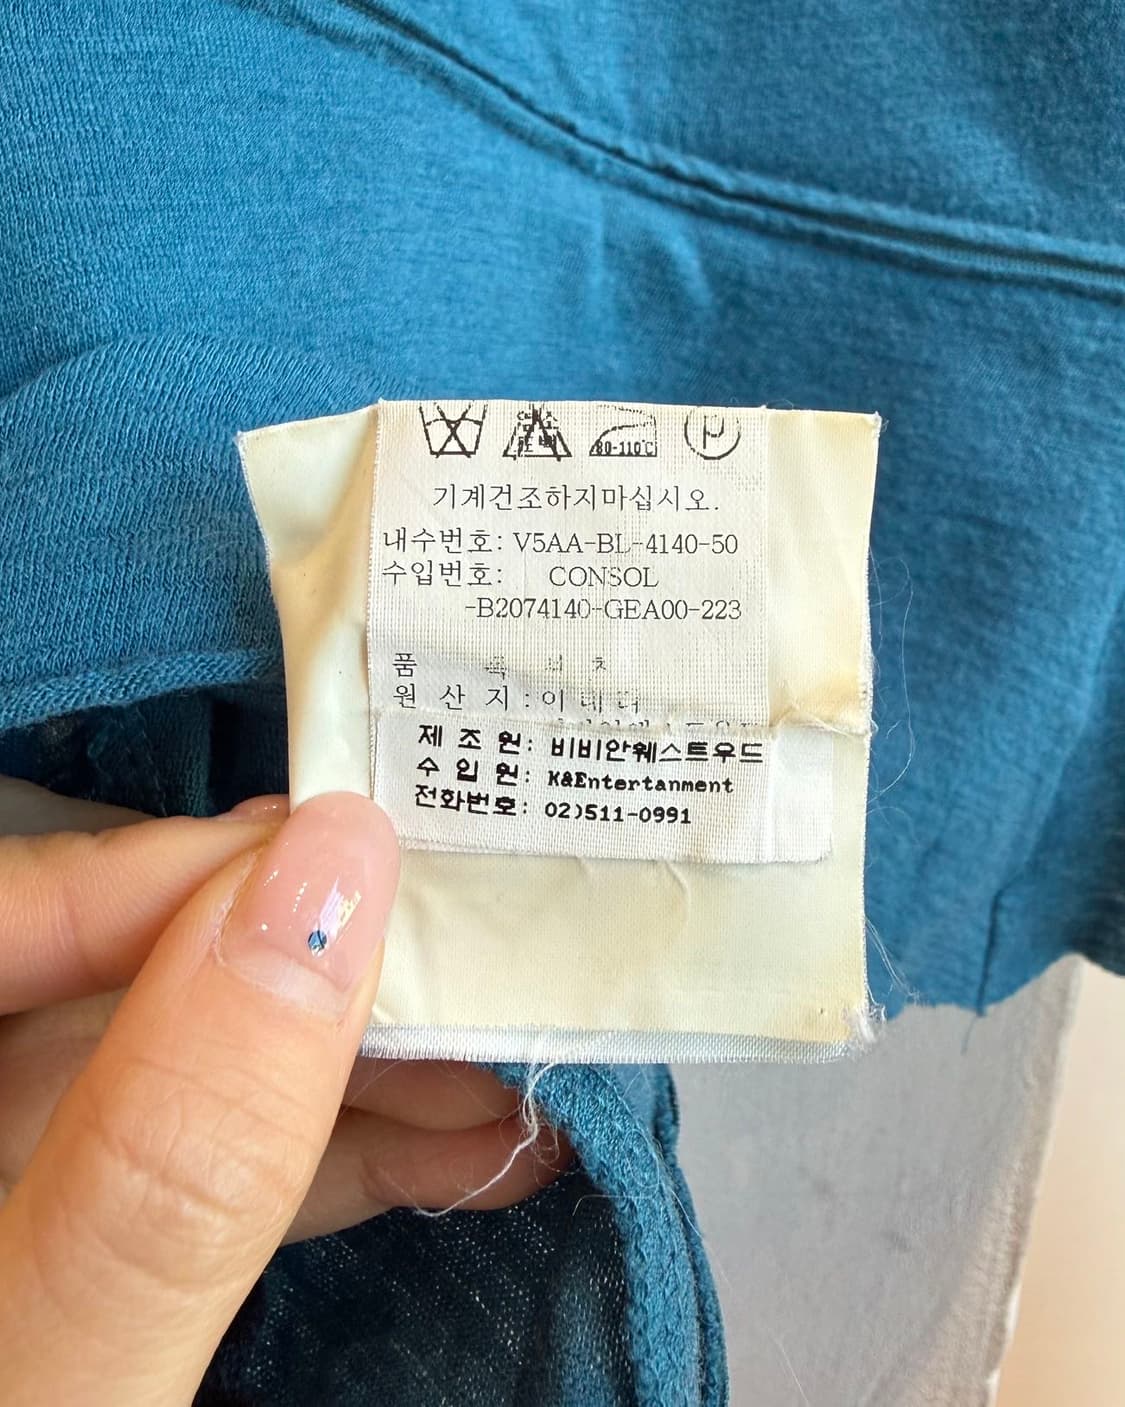 80-110℃
P
기계건조하지마십시오.
내수번호: V5AA-BL-4140-50
수입번호: CONSOL
-B2074140-GEA00-223
품
원 산 지 : 이
제 조 원: 비비안웨스트우드
수 입 원: K&Entertanment
전화번호: 02)511-0991